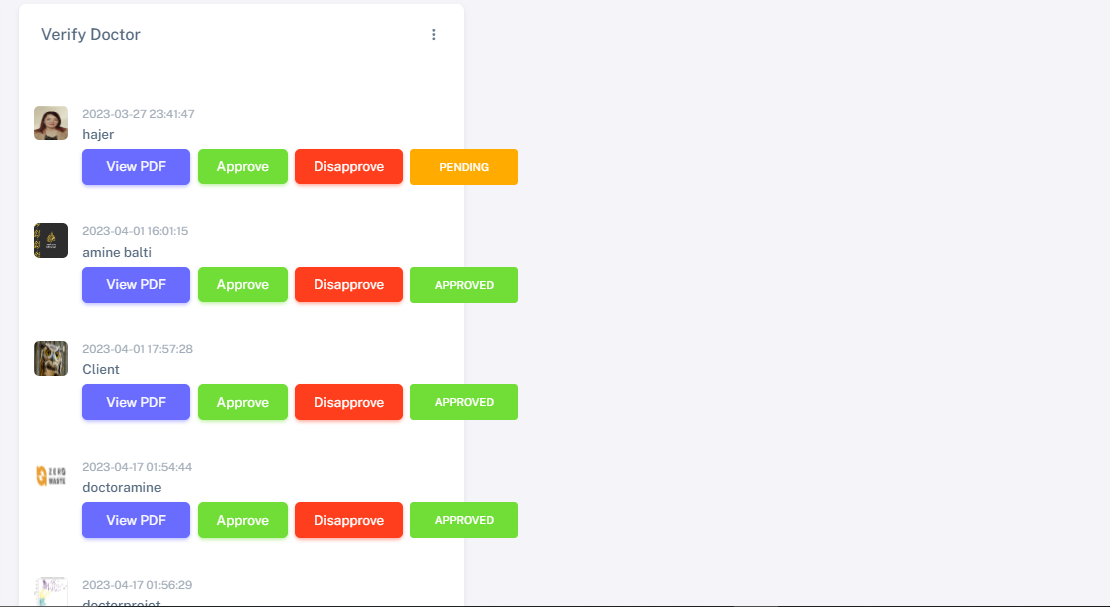 Verify Doctor
2023-03-27 23:41:47
hajer
View PDF Approve Disapprove PENDING
2023-04-01 16:01:15
amine balti
View PDF Approve Disapprove APPROVED
2023-04-01 17:57:28
Client
View PDF Approve Disapprove APPROVED
ZERO
WASTE
2023-04-17 01:54:44
doctoramine
View PDF Approve Disapprove APPROVED
2023-04-17 01:56:29
doctorprojet